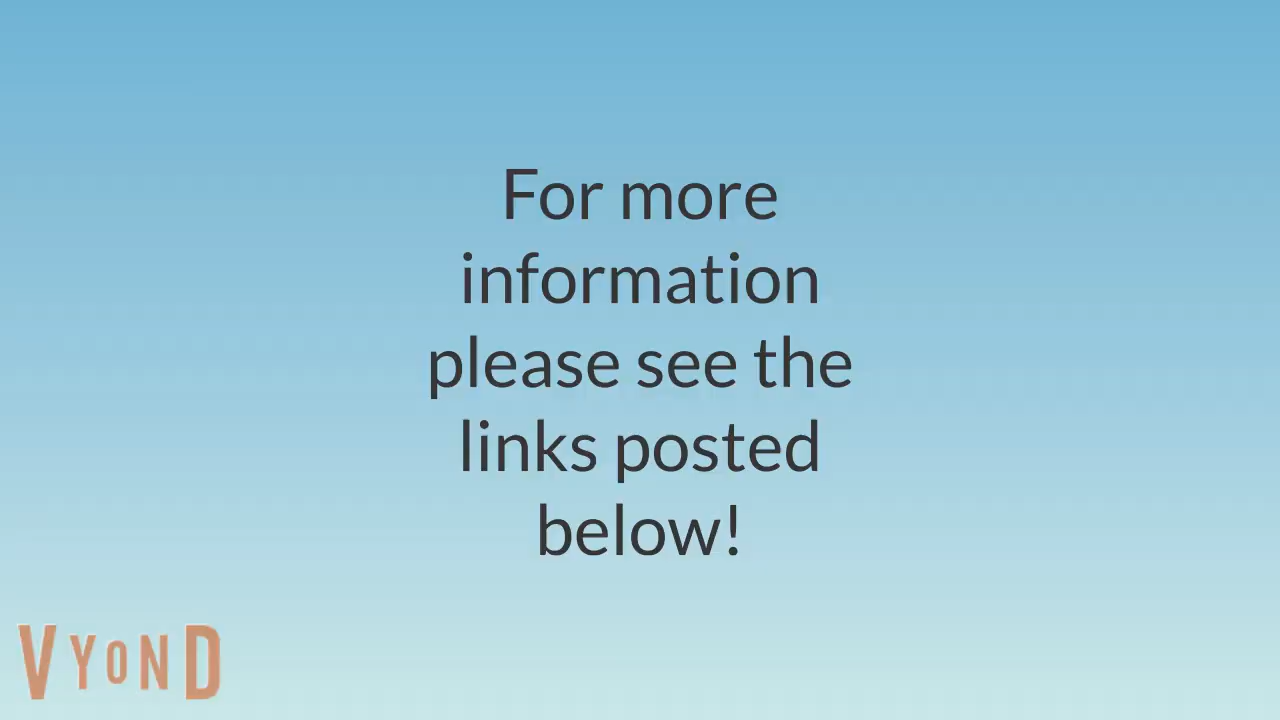 For more
information
please see the
links posted
below!
VYOND